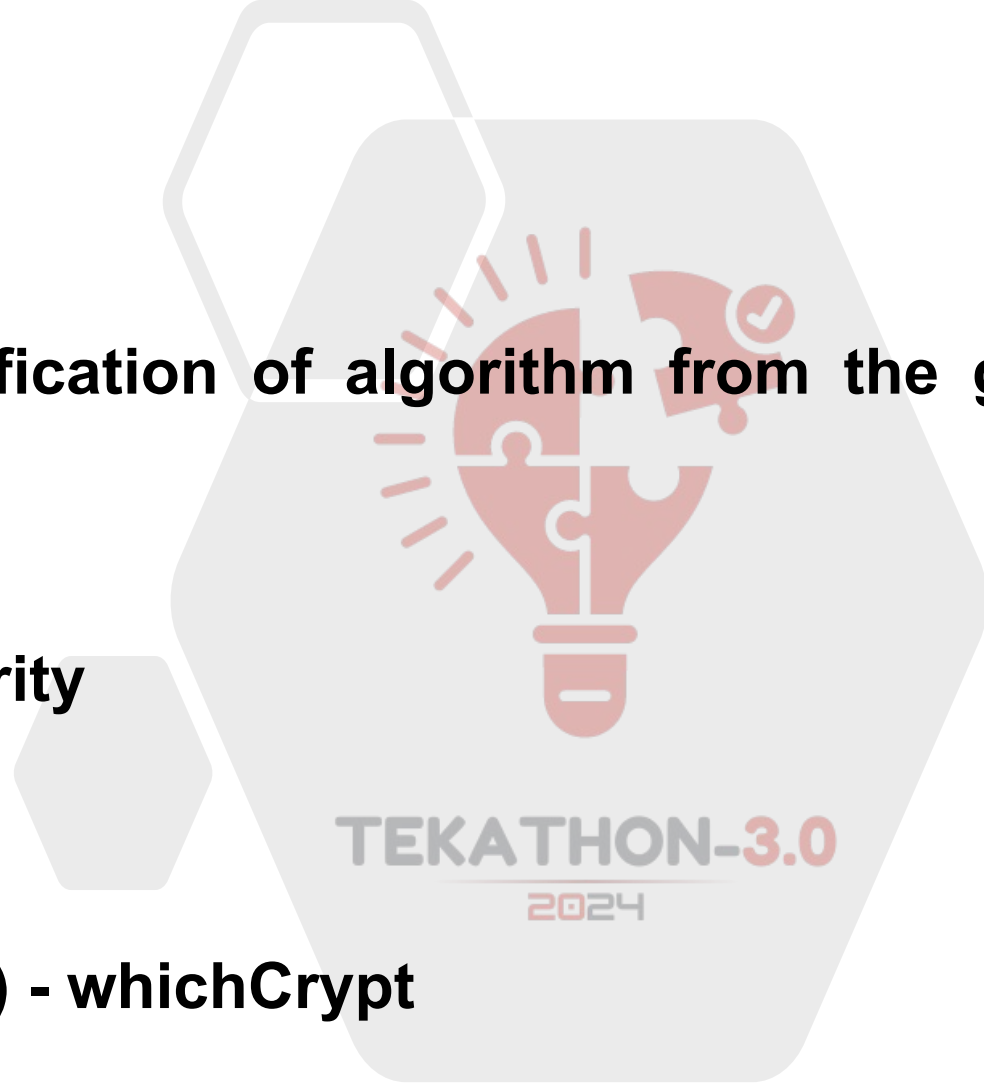 fication of algorithm from the g
rity
TEKATHON-3.0
2024
) - whichCrypt